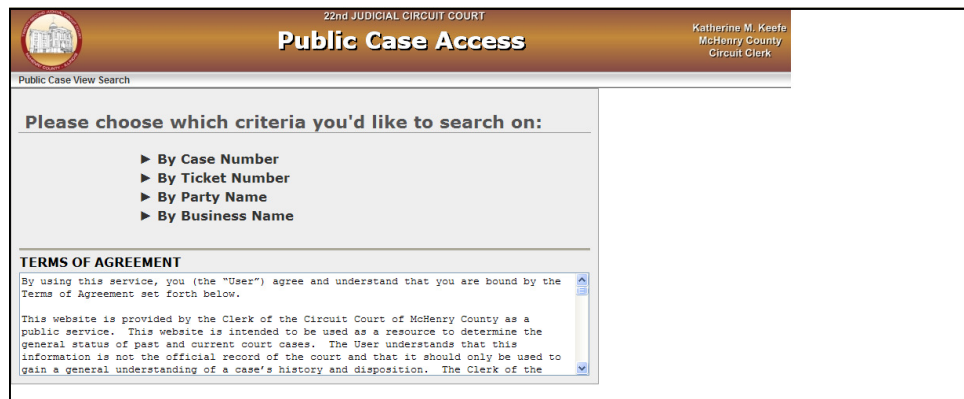 22nd JUDICIAL CIRCUIT COURT
Public Case Access
Katherine M. Keefe
McHenry County
Circuit Clerk
Public Case View Search
Please choose which criteria you'd like to search on:
► By Case Number
► By Ticket Number
► By Party Name
► By Business Name
TERMS OF AGREEMENT
By using this service, you (the “User”) agree and understand that you are bound by the
Terms of Agreement set forth below.
This website is provided by the Clerk of the Circuit Court of McHenry County as a
public service.  This website is intended to be used as a resource to determine the
general status of past and current court cases.  The User understands that this
information is not the official record of the court and that it should only be used to
gain a general understanding of a case’s history and disposition.  The Clerk of the